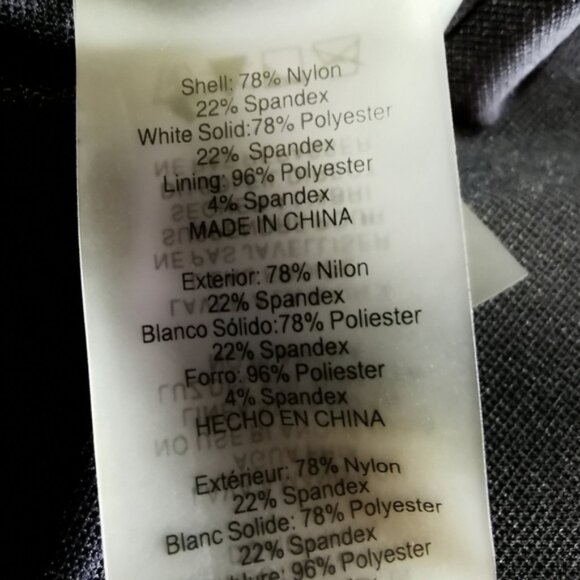 Shell: 78% Nylon
22% Spandex
White Solid:78% Polyester
22% Spandex
Lining: 96% Polyester
4% Spandex
MADE IN CHINA
Exterior: 78% Nilon
22% Spandex
Blanco Sólido:78% Poliester
22% Spandex
Forro: 96% Poliester
4% Spandex
HECHO EN CHINA
Extérieur: 78% Nylon
22% Spandex
Blanc Solide: 78% Polyester
22% Spandex
96% Polyester